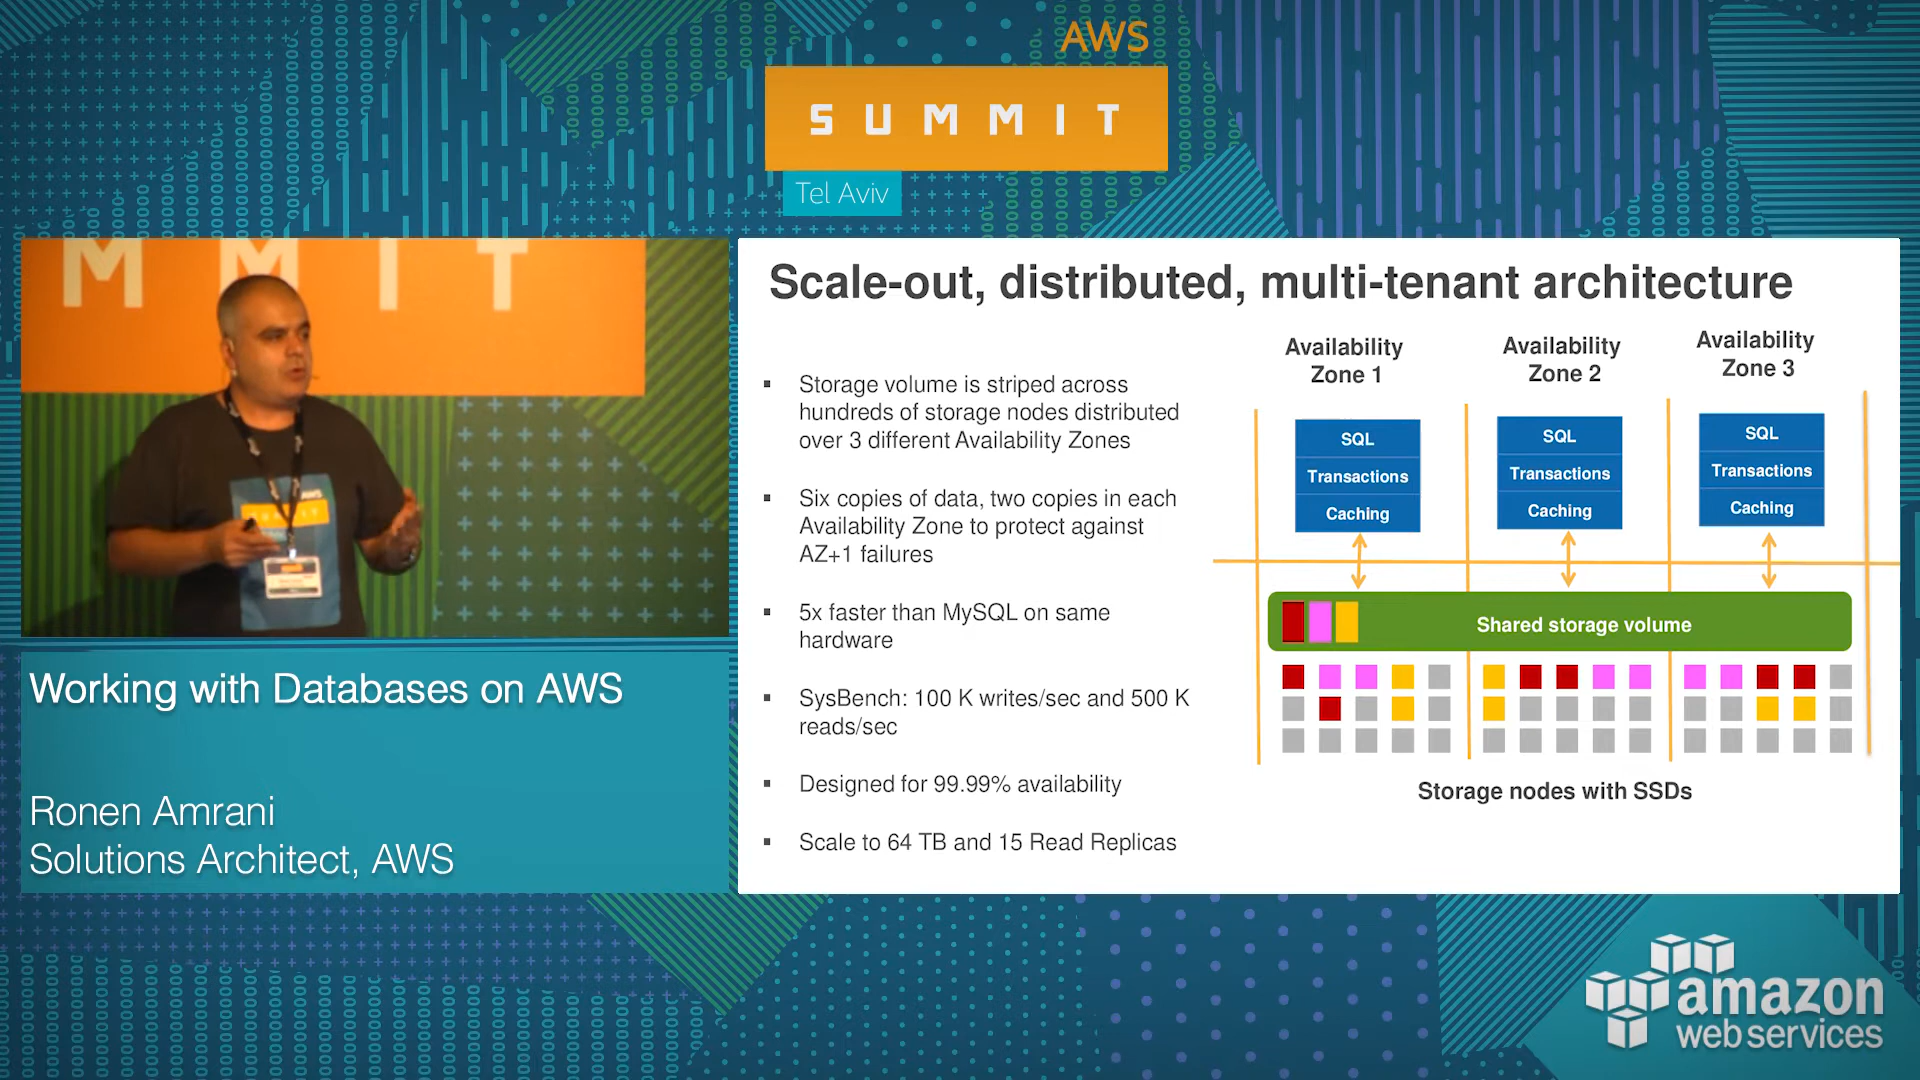 AWS
SUMMIT
Tel Aviv
M M I T
Working with Databases on AWS
Ronen Amrani
Solutions Architect, AWS
Scale-out, distributed, multi-tenant architecture
▪ Storage volume is striped across
hundreds of storage nodes distributed
over 3 different Availability Zones
▪ Six copies of data, two copies in each
Availability Zone to protect against
AZ+1 failures
▪ 5x faster than MySQL on same
hardware
▪ SysBench: 100 K writes/sec and 500 K
reads/sec
▪ Designed for 99.99% availability
▪ Scale to 64 TB and 15 Read Replicas
Availability
Zone 1
Availability
Zone 2
Availability
Zone 3
SQL
Transactions
Caching
SQL
Transactions
Caching
SQL
Transactions
Caching
Shared storage volume
Storage nodes with SSDs
amazon
web services